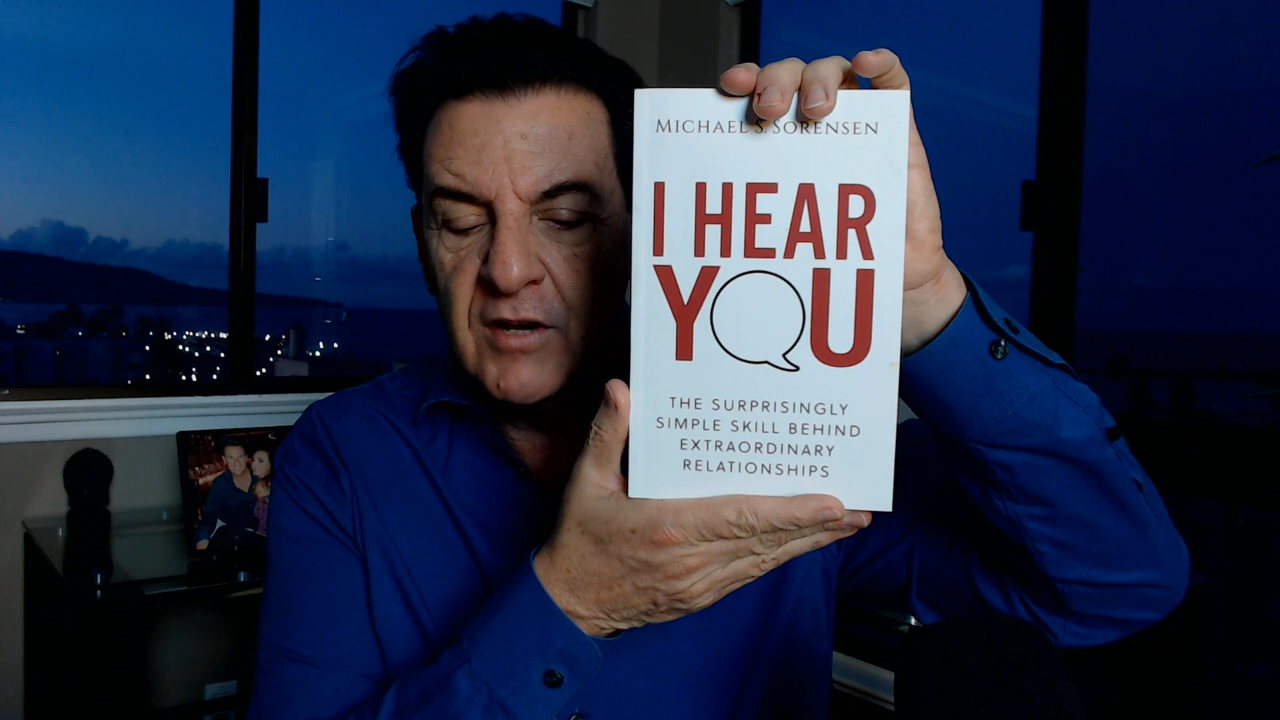 MICHAEL S. SORENSEN
I HEAR
YOU
THE SURPRISINGLY
SIMPLE SKILL BEHIND
EXTRAORDINARY
RELATIONSHIPS